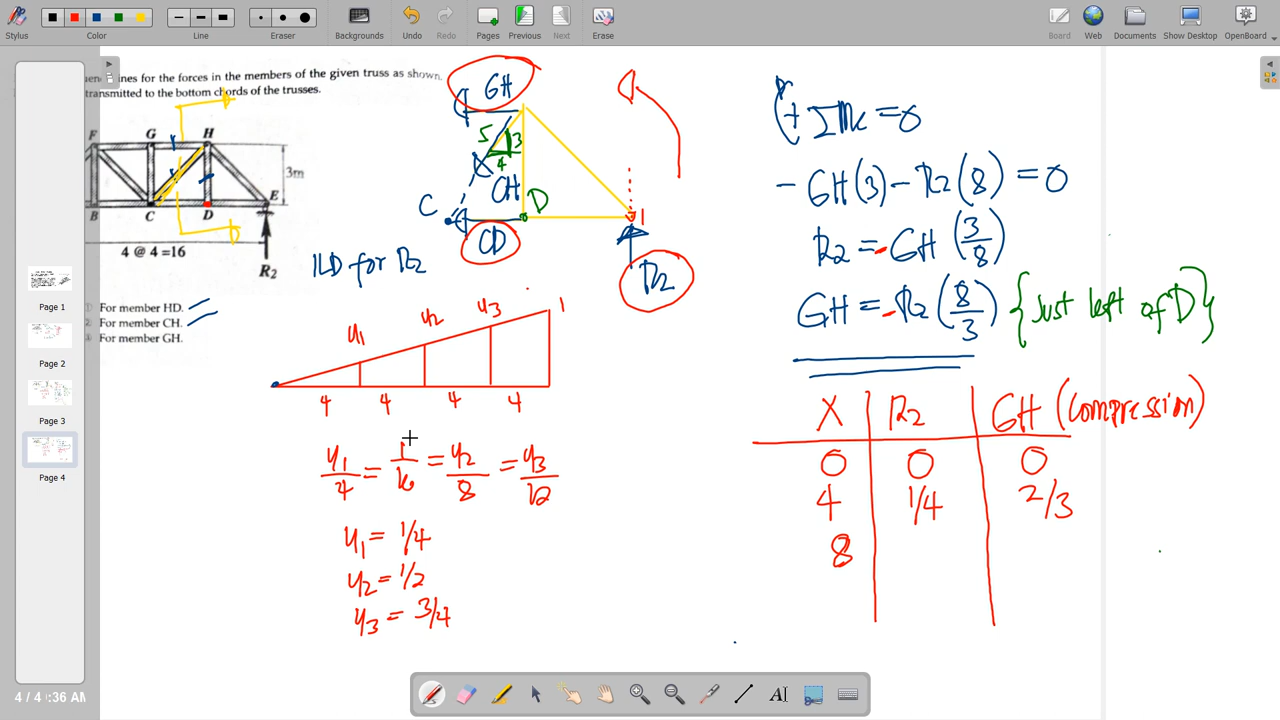 Stylus
Color
Line
Eraser
Backgrounds
Undo
Redo
Pages
Previous
Next
Erase
Board
Web
Documents
Show Desktop
OpenBoard
Page 1
Page 2
Page 3
Page 4
4 / 4
:36 AM
lines for the forces in the members of the given truss as shown.
transmitted to the bottom chords of the trusses.
F G H
3m
B C D E
4 @ 4 =16
R2
For member HD.
For member CH.
For member GH.
GH
5 3
4
CH
C D 1
CD
R2
ILD for R2
y1 y2 y3 1
4 4 4 4
y1/4 = 1/16 = y2/8 = y3/12
y1 = 1/4
y2 = 1/2
y3 = 3/4
+ ΣMc = 0
- GH(3) - R2(8) = 0
R2 = -GH (3/8)
GH = -R2 (8/3) {Just left of D}
X R2 GH (compression)
0 0 0
4 1/4 2/3
8